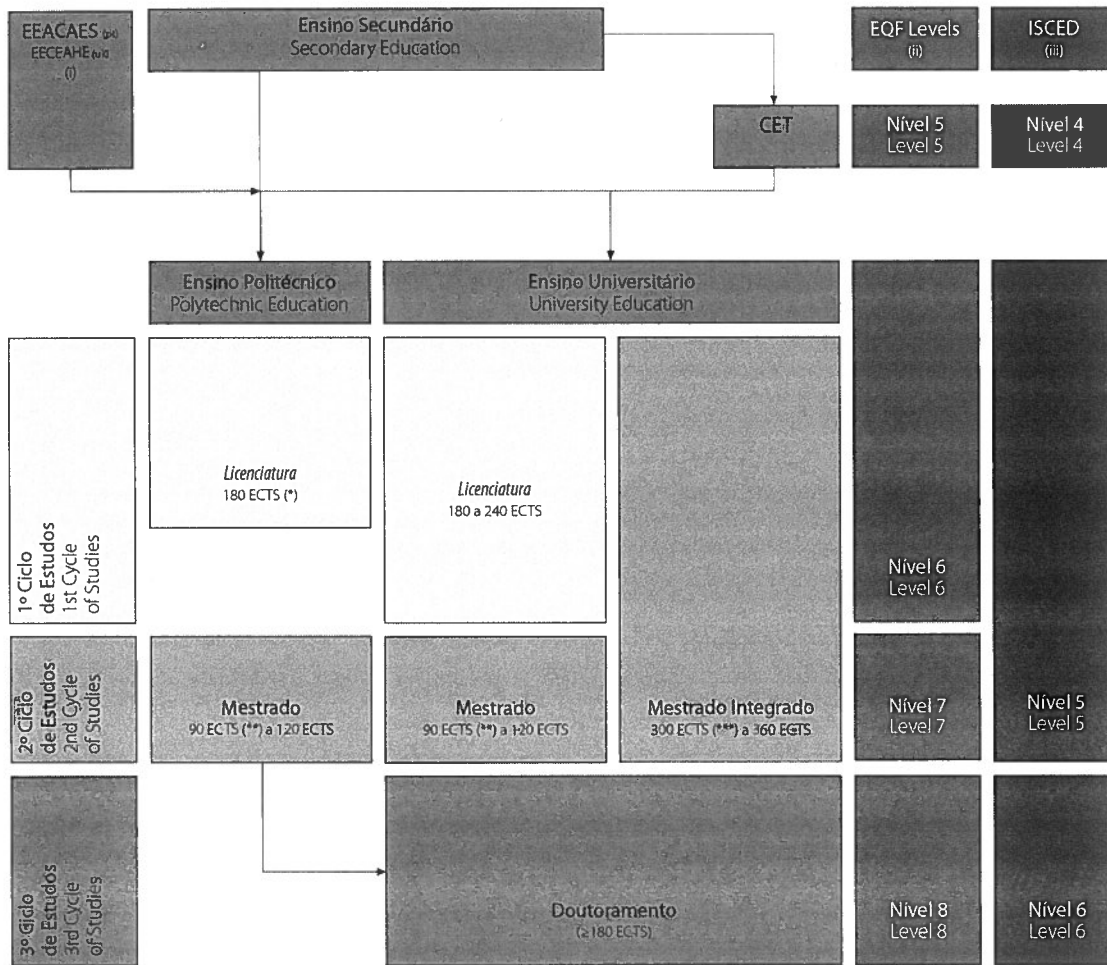 EEACAES (pt)
EECEAHE (uk)
(i)
Ensino Secundário
Secondary Education
EQF Levels
(ii)
ISCED
(iii)
CET
Nível 5
Level 5
Nível 4
Level 4
Ensino Politécnico
Polytechnic Education
Ensino Universitário
University Education
1º Ciclo
de Estudos
1st Cycle
of Studies
Licenciatura
180 ECTS (*)
Licenciatura
180 a 240 ECTS
Nível 6
Level 6
2º Ciclo
de Estudos
2nd Cycle
of Studies
Mestrado
90 ECTS (**) a 120 ECTS
Mestrado
90 ECTS (**) a 120 ECTS
Mestrado Integrado
300 ECTS (***) a 360 ECTS
Nível 7
Level 7
Nível 5
Level 5
3º Ciclo
de Estudos
3rd Cycle
of Studies
Doutoramento
(≥180 ECTS)
Nível 8
Level 8
Nível 6
Level 6